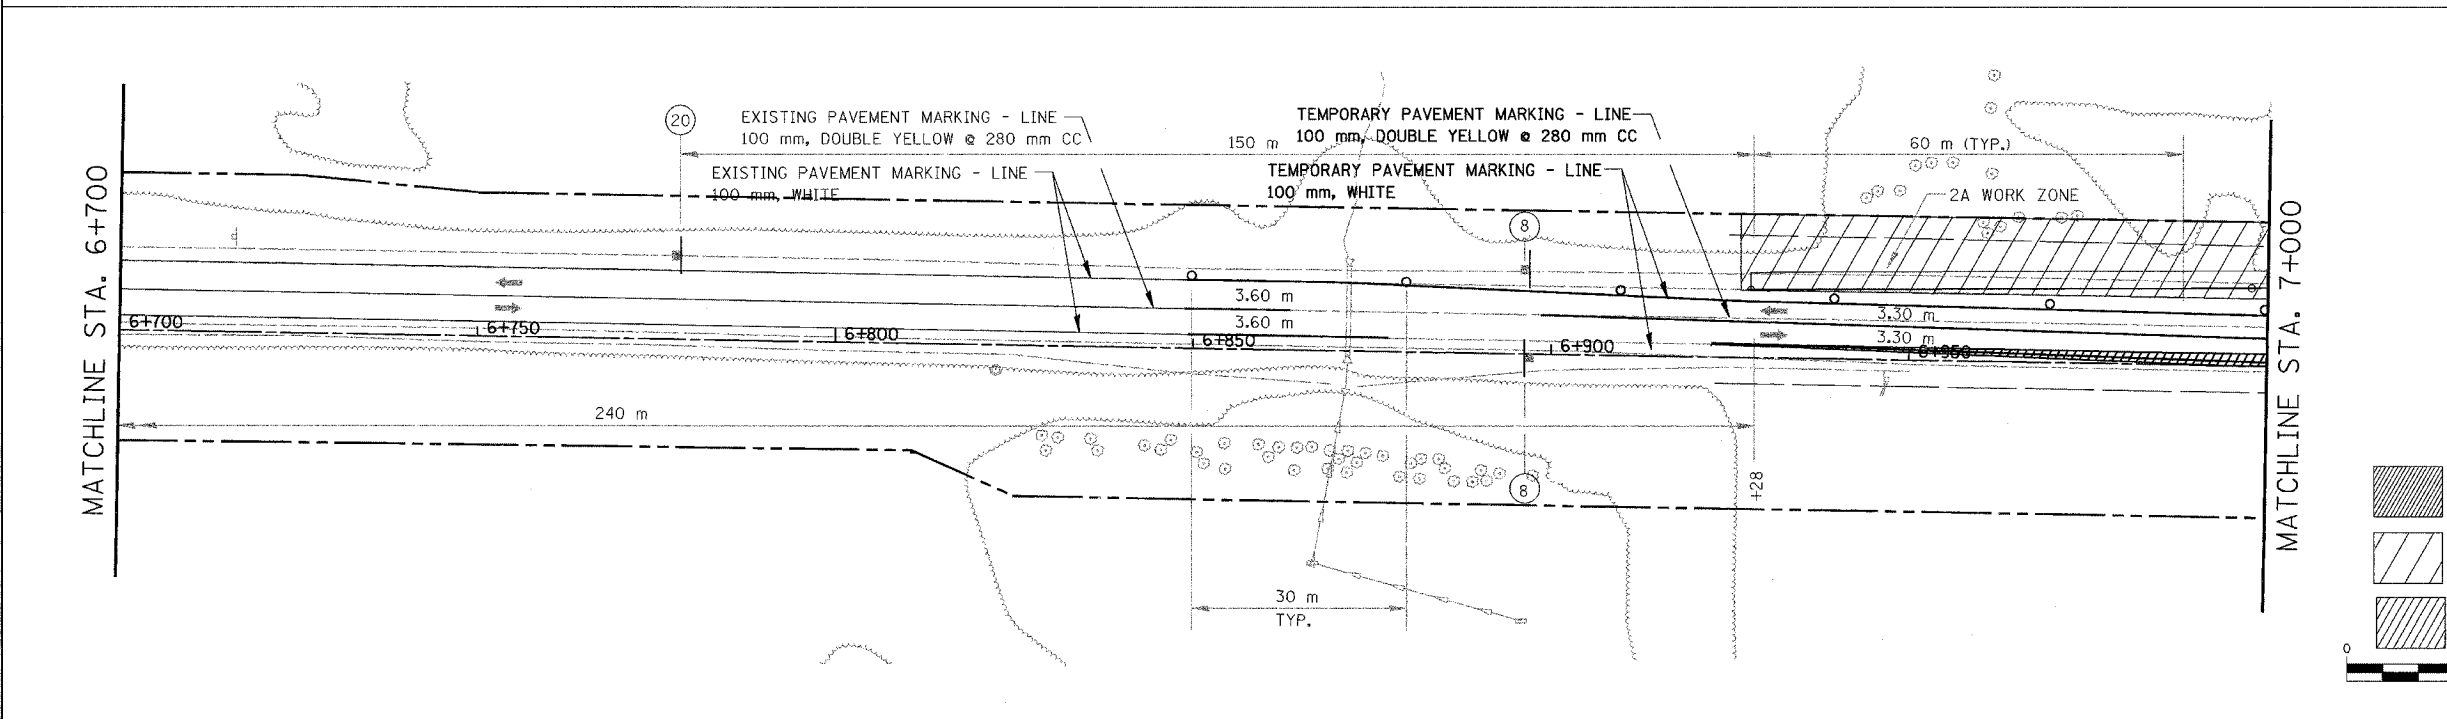 MATCHLINE STA. 6+700
20
EXISTING PAVEMENT MARKING - LINE
100 mm, DOUBLE YELLOW @ 280 mm CC
EXISTING PAVEMENT MARKING - LINE
100 mm, WHITE
TEMPORARY PAVEMENT MARKING - LINE
100 mm, DOUBLE YELLOW @ 280 mm CC
150 m
TEMPORARY PAVEMENT MARKING - LINE
100 mm, WHITE
60 m (TYP.)
2A WORK ZONE
8
3.60 m
3.60 m
3.30 m
3.30 m
6+700
6+750
6+800
6+850
6+900
6+950
240 m
8
+28
30 m
TYP.
MATCHLINE STA. 7+000
0